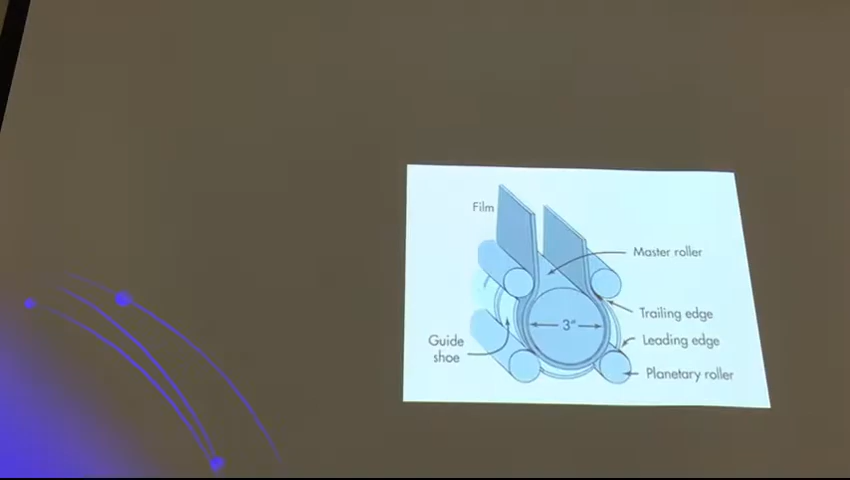 Film
Master roller
Trailing edge
3"
Leading edge
Guide
shoe
Planetary roller